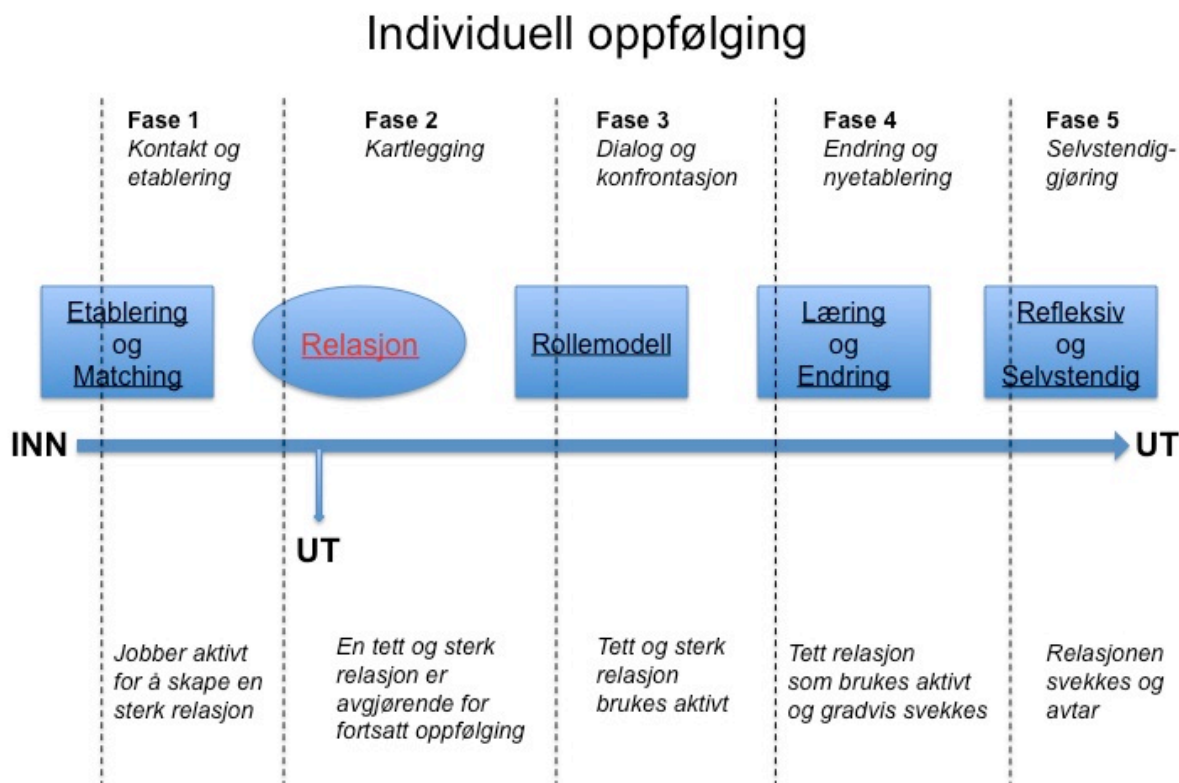 Individuell oppfølging
Fase 1
Kontakt og
etablering
Fase 2
Kartlegging
Fase 3
Dialog og
konfrontasjon
Fase 4
Endring og
nyetablering
Fase 5
Selvstendig-
gjøring
Etablering
og
Matching
Relasjon
Rollemodell
Læring
og
Endring
Refleksiv
og
Selvstendig
INN
UT
UT
Jobber aktivt
for å skape en
sterk relasjon
En tett og sterk
relasjon er
avgjørende for
fortsatt oppfølging
Tett og sterk
relasjon
brukes aktivt
Tett relasjon
som brukes aktivt
og gradvis svekkes
Relasjonen
svekkes og
avtar